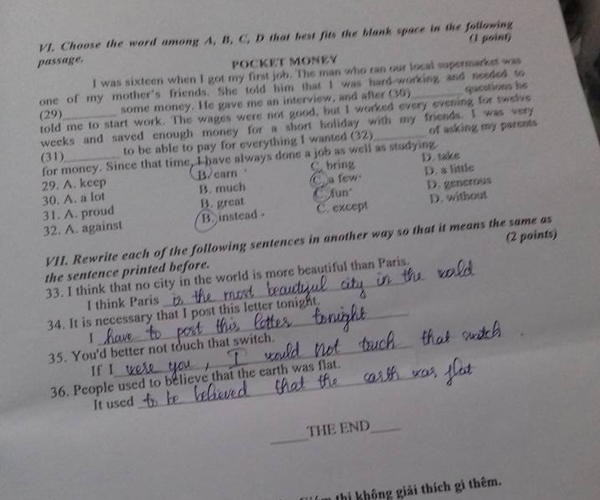 VI. Choose the word among A, B, C, D that best fits the blank space in the following
passage. (1 point)
POCKET MONEY
I was sixteen when I got my first job. The man who ran our local supermarket was
one of my mother's friends. She told him that I was hard-working and needed to
(29)_________ some money. He gave me an interview, and after (30)_________ questions he
told me to start work. The wages were not good, but I worked every evening for twelve
weeks and saved enough money for a short holiday with my friends. I was very
(31)_________ to be able to pay for everything I wanted (32)_________ of asking my parents
for money. Since that time, I have always done a job as well as studying.
29. A. keep B. earn C. bring D. take
30. A. a lot B. much C. a few D. a little
31. A. proud B. great C. fun D. generous
32. A. against B. instead C. except D. without
VII. Rewrite each of the following sentences in another way so that it means the same as
the sentence printed before. (2 points)
33. I think that no city in the world is more beautiful than Paris.
I think Paris is the most beautiful city in the wold
34. It is necessary that I post this letter tonight.
I have to post this letter tonight
35. You'd better not touch that switch.
If I were you, I would not touch that switch.
36. People used to believe that the earth was flat.
It used to be believed that the earth was flat
_____THE END_____
thị không giải thích gì thêm.